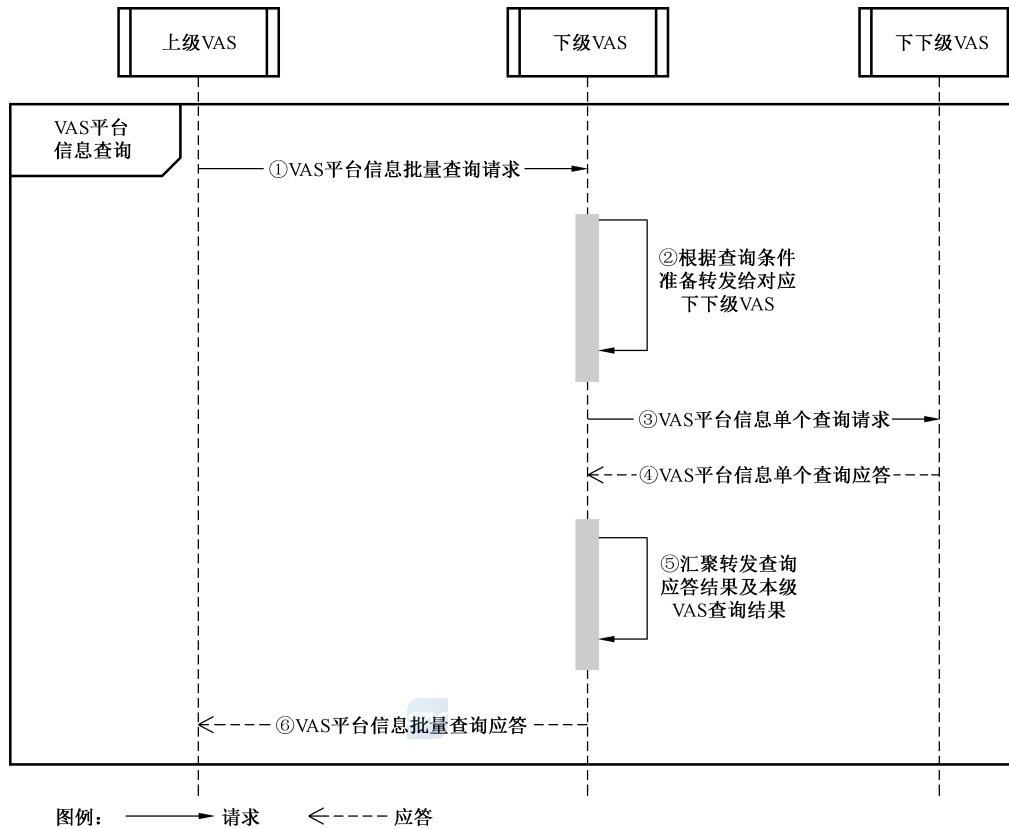 上级VAS
下级VAS
下下级VAS
VAS平台
信息查询
①VAS平台信息批量查询请求
②根据查询条件
准备转发给对应
下下级VAS
③VAS平台信息单个查询请求
④VAS平台信息单个查询应答
⑤汇聚转发查询
应答结果及本级
VAS查询结果
⑥VAS平台信息批量查询应答
图例： 请求 应答